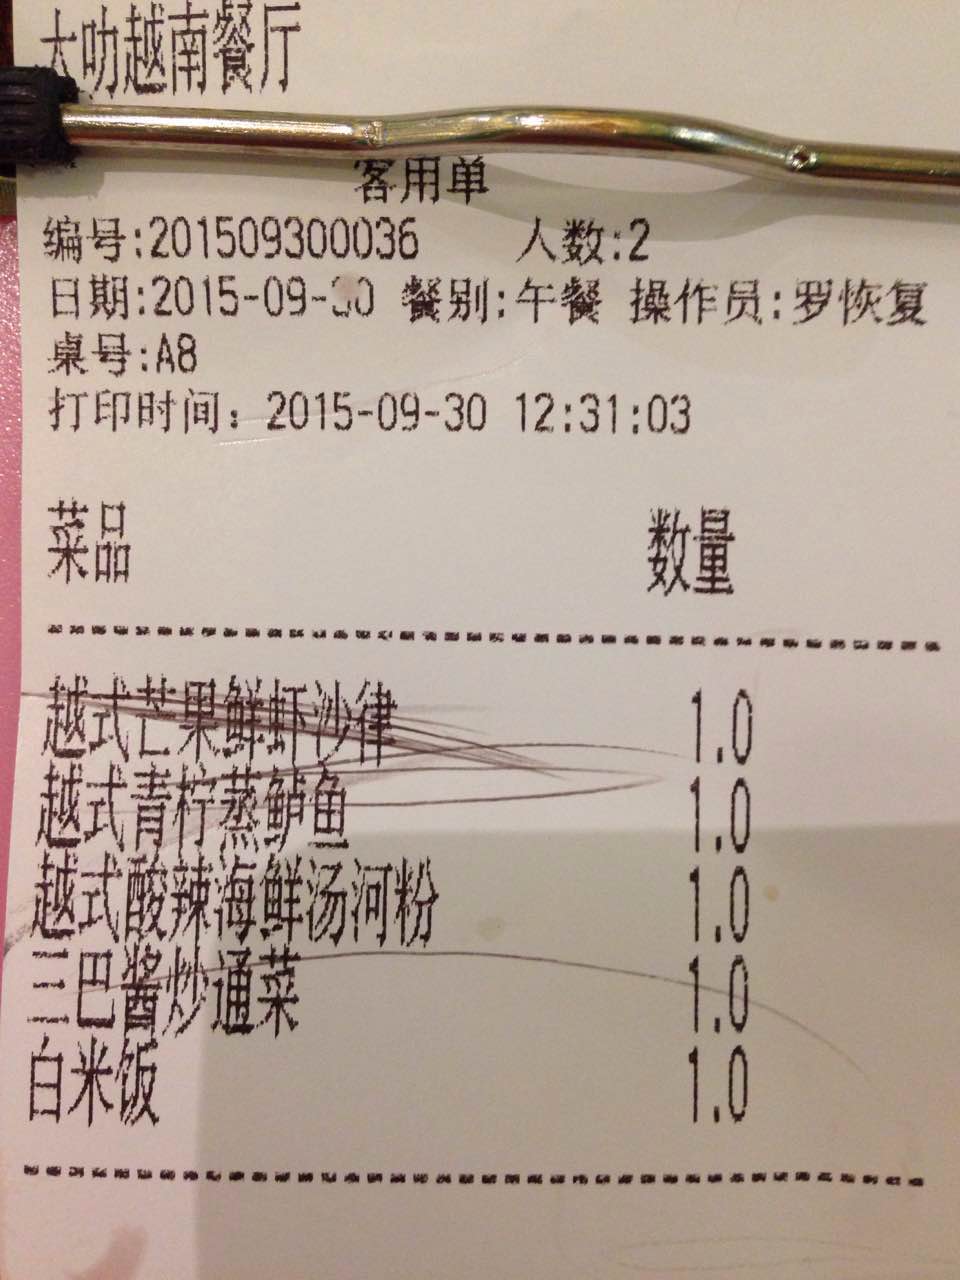 大叻越南餐厅
客用单
编号:201509300036 人数:2
日期:2015-09-30 餐别:午餐 操作员:罗恢复
桌号:A8
打印时间：2015-09-30 12:31:03
菜品 数量
越式芒果鲜虾沙律 1.0
越式青柠蒸鲈鱼 1.0
越式酸辣海鲜汤河粉 1.0
三巴酱炒通菜 1.0
白米饭 1.0